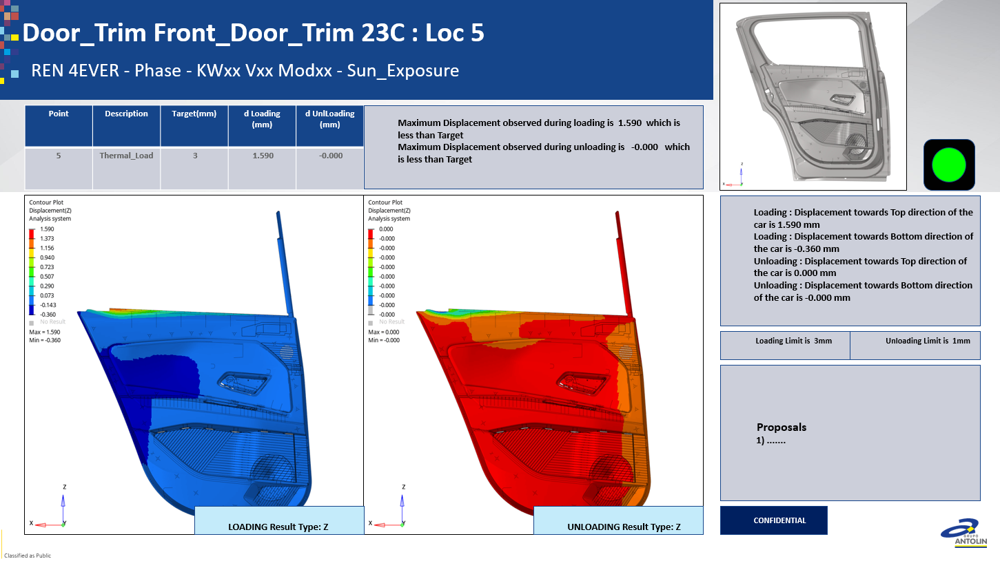 Door_Trim Front_Door_Trim 23C : Loc 5
REN 4EVER - Phase - KWxx Vxx Modxx - Sun_Exposure
Point Description Target(mm) d Loading (mm) d UnlLoading (mm)
5 Thermal_Load 3 1.590 -0.000
Maximum Displacement observed during loading is 1.590 which is
less than Target
Maximum Displacement observed during unloading is -0.000 which
is less than Target
Z
X
Y
Contour Plot
Displacement(Z)
Analysis system
1.590
1.373
1.156
0.940
0.723
0.507
0.290
0.073
-0.143
-0.360
No Result
Max = 1.590
Min = -0.360
Z
X
Y
LOADING Result Type: Z
Contour Plot
Displacement(Z)
Analysis system
0.000
-0.000
-0.000
-0.000
-0.000
-0.000
-0.000
-0.000
-0.000
-0.000
No Result
Max = 0.000
Min = -0.000
Z
X
Y
UNLOADING Result Type: Z
Loading : Displacement towards Top direction of the
car is 1.590 mm
Loading : Displacement towards Bottom direction of
the car is -0.360 mm
Unloading : Displacement towards Top direction of
the car is 0.000 mm
Unloading : Displacement towards Bottom direction
of the car is -0.000 mm
Loading Limit is 3mm
Unloading Limit is 1mm
Proposals
1) .......
CONFIDENTIAL
GRUPO
ANTOLIN
Classified as Public